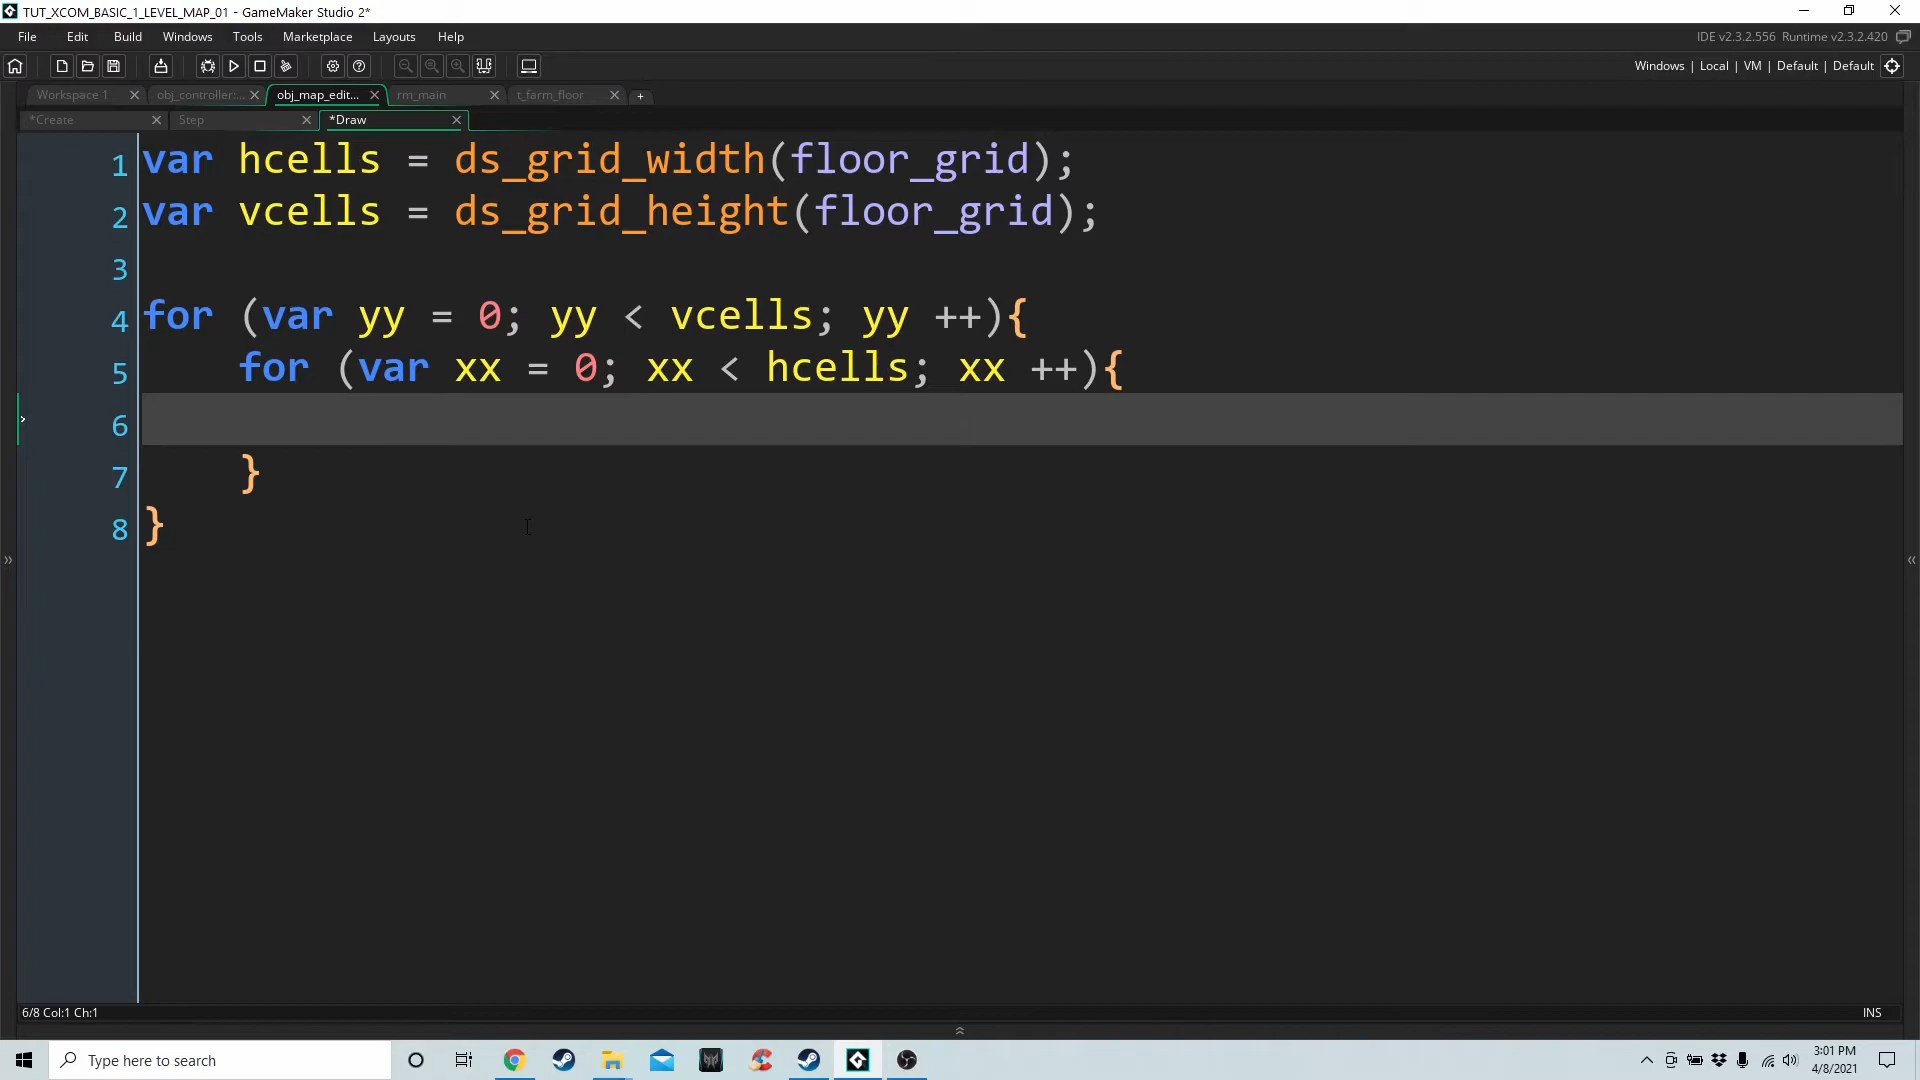 TUT_XCOM_BASIC_1_LEVEL_MAP_01 - GameMaker Studio 2*
File Edit Build Windows Tools Marketplace Layouts Help
IDE v2.3.2.556 Runtime v2.3.2.420
Windows | Local | VM | Default | Default
Workspace 1 obj_controller:... obj_map_edit... rm_main t_farm_floor +
*Create Step *Draw
1 var hcells = ds_grid_width(floor_grid);
2 var vcells = ds_grid_height(floor_grid);
3
4 for (var yy = 0; yy < vcells; yy ++){
5 for (var xx = 0; xx < hcells; xx ++){
6
7 }
8 }
6/8 Col:1 Ch:1 INS
Type here to search
3:01 PM
4/8/2021